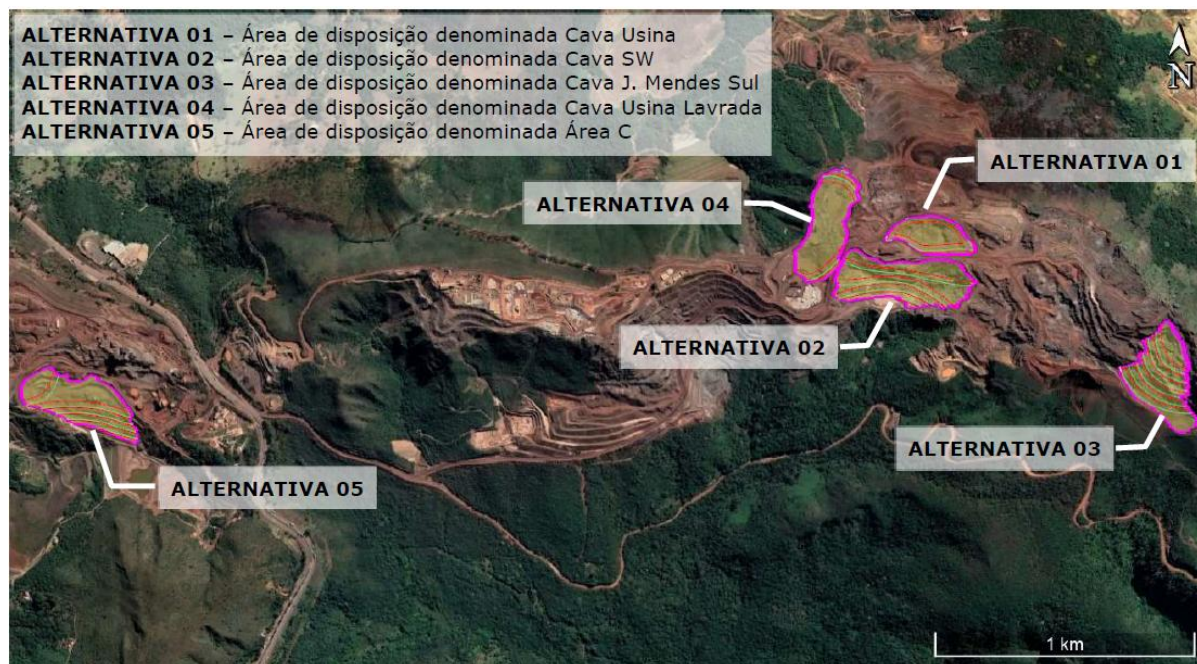 ALTERNATIVA 01 – Área de disposição denominada Cava Usina
ALTERNATIVA 02 – Área de disposição denominada Cava SW
ALTERNATIVA 03 – Área de disposição denominada Cava J. Mendes Sul
ALTERNATIVA 04 – Área de disposição denominada Cava Usina Lavrada
ALTERNATIVA 05 – Área de disposição denominada Área C
N
ALTERNATIVA 01
ALTERNATIVA 04
ALTERNATIVA 02
ALTERNATIVA 03
ALTERNATIVA 05
1 km